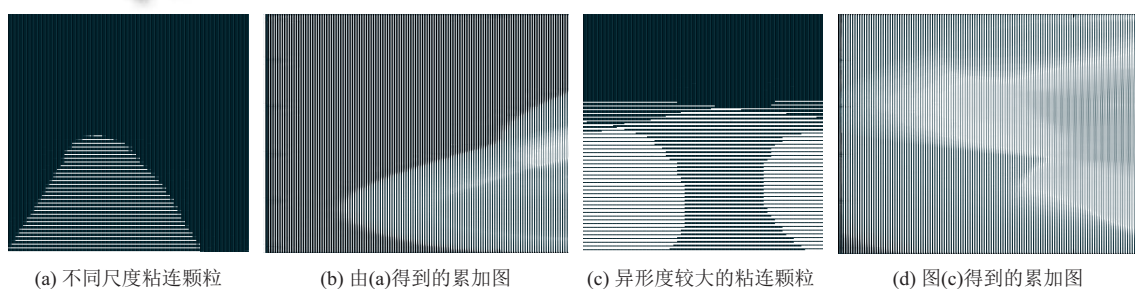 (a) 不同尺度粘连颗粒
(b) 由(a)得到的累加图
(c) 异形度较大的粘连颗粒
(d) 图(c)得到的累加图